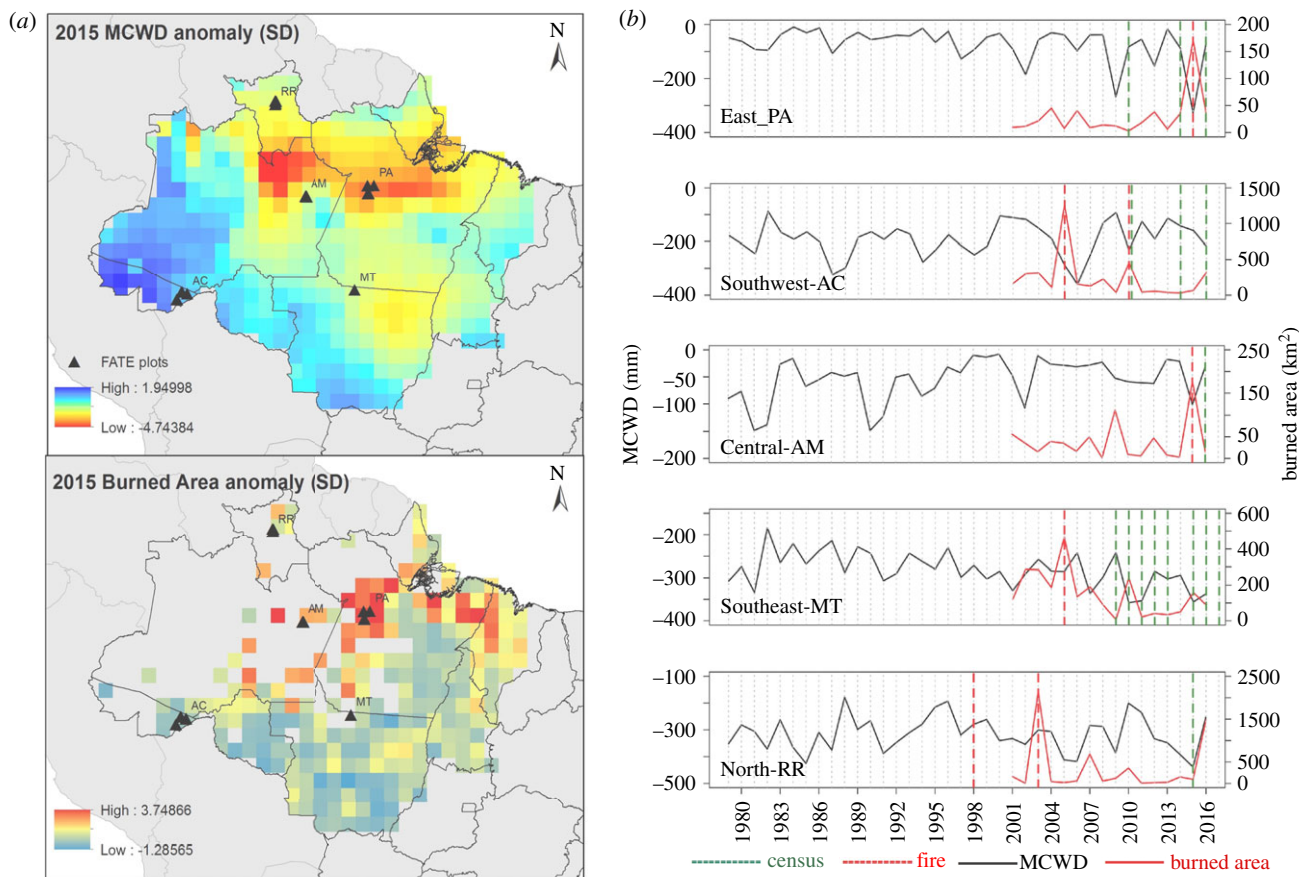 (a)
2015 MCWD anomaly (SD)
N
RR
AM
PA
AC
MT
FATE plots
High : 1.94998
Low : -4.74384
2015 Burned Area anomaly (SD)
N
RR
AM
PA
AC
MT
High : 3.74866
Low : -1.28565
(b)
MCWD (mm)
burned area (km²)
0
−200
−400
East_PA
200
150
100
50
0
0
−100
−200
−300
−400
Southwest-AC
1500
1000
500
0
0
−50
−100
−150
−200
Central-AM
250
200
150
100
50
0
−200
−300
−400
Southeast-MT
600
400
200
0
−100
−300
−500
North-RR
2500
1500
400
0
1980
1983
1986
1989
1992
1995
1998
2001
2004
2007
2010
2013
2016
census
fire
MCWD
burned area